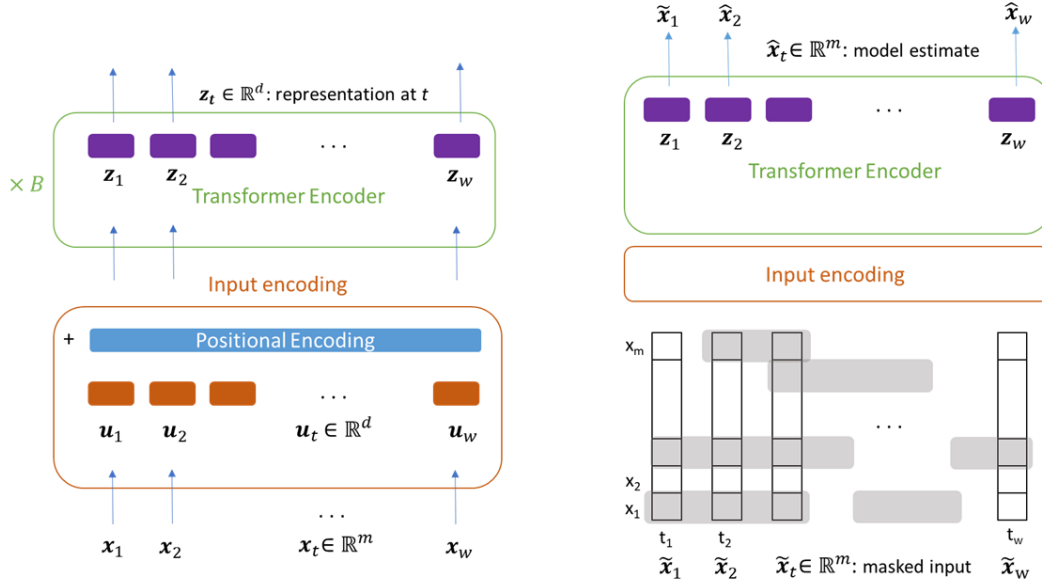 z_t ∈ ℝ^d: representation at t
× B
z_1 z_2 . . . z_w
Transformer Encoder
Input encoding
+ Positional Encoding
. . .
u_1 u_2 u_t ∈ ℝ^d u_w
. . .
x_1 x_2 x_t ∈ ℝ^m x_w
x̃_1 x̂_2 x̂_w
x̂_t ∈ ℝ^m: model estimate
. . .
z_1 z_2 z_w
Transformer Encoder
Input encoding
x_m
. . .
x_2
x_1
t_1 t_2 t_w
x̃_1 x̃_2 x̃_t ∈ ℝ^m: masked input x̃_w